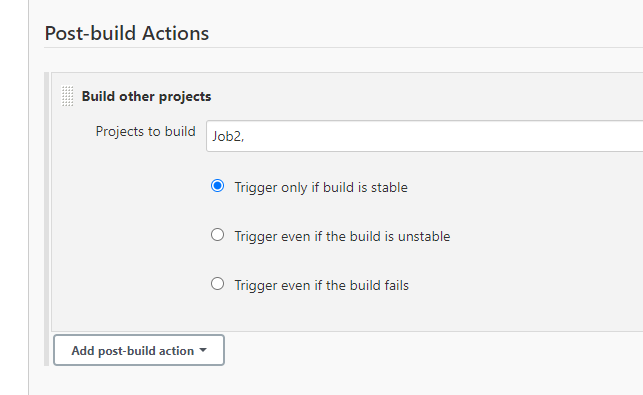 Post-build Actions
Build other projects
Projects to build
Job2,
Trigger only if build is stable
Trigger even if the build is unstable
Trigger even if the build fails
Add post-build action